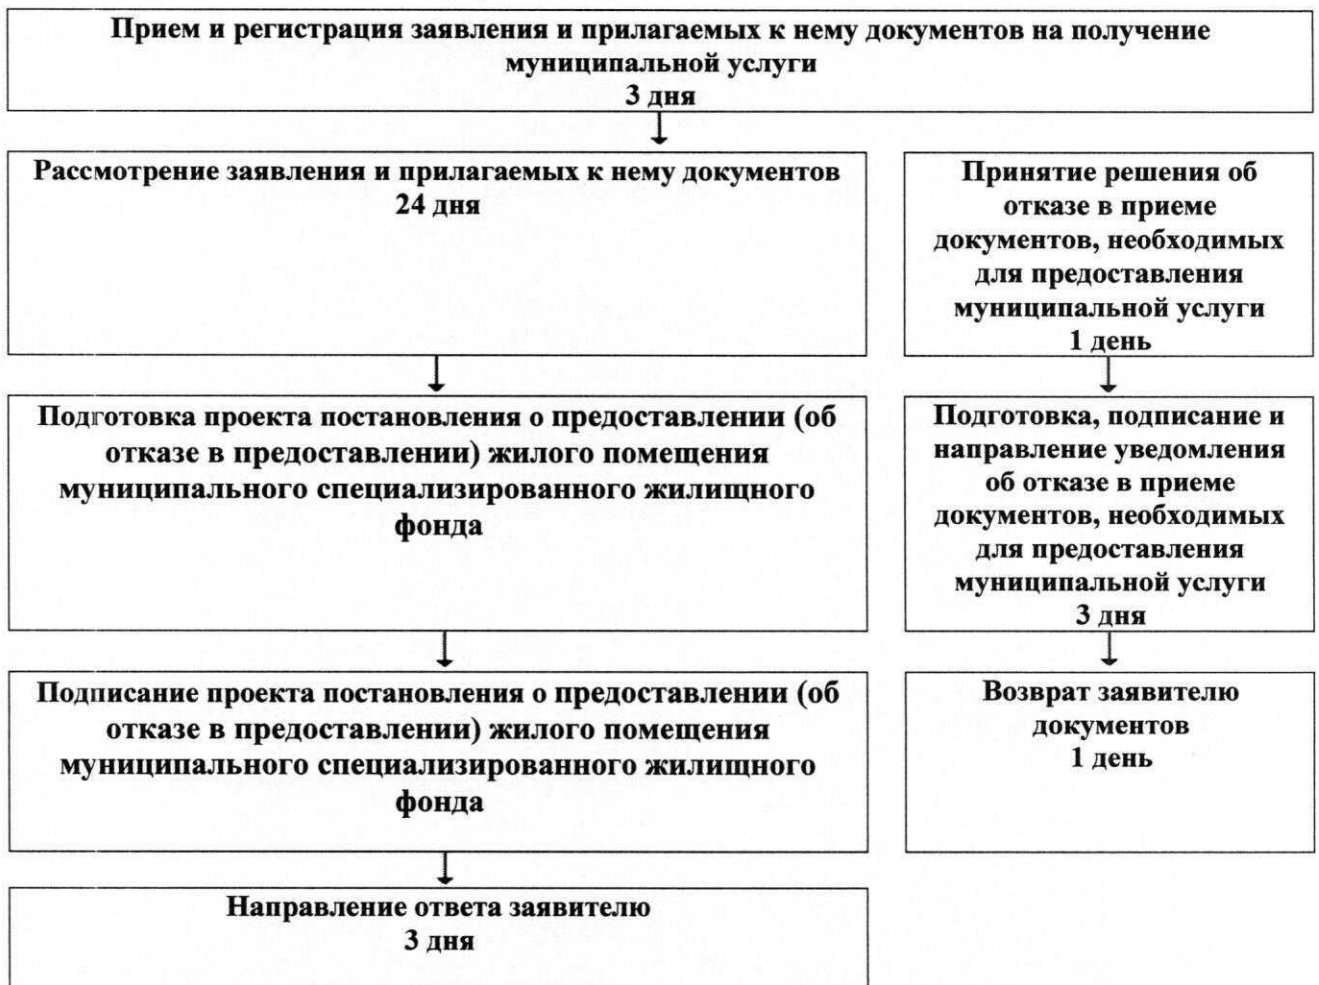 Прием и регистрация заявления и прилагаемых к нему документов на получение
муниципальной услуги
3 дня
Рассмотрение заявления и прилагаемых к нему документов
24 дня
Принятие решения об
отказе в приеме
документов, необходимых
для предоставления
муниципальной услуги
1 день
Подготовка проекта постановления о предоставлении (об
отказе в предоставлении) жилого помещения
муниципального специализированного жилищного
фонда
Подготовка, подписание и
направление уведомления
об отказе в приеме
документов, необходимых
для предоставления
муниципальной услуги
3 дня
Подписание проекта постановления о предоставлении (об
отказе в предоставлении) жилого помещения
муниципального специализированного жилищного
фонда
Возврат заявителю
документов
1 день
Направление ответа заявителю
3 дня